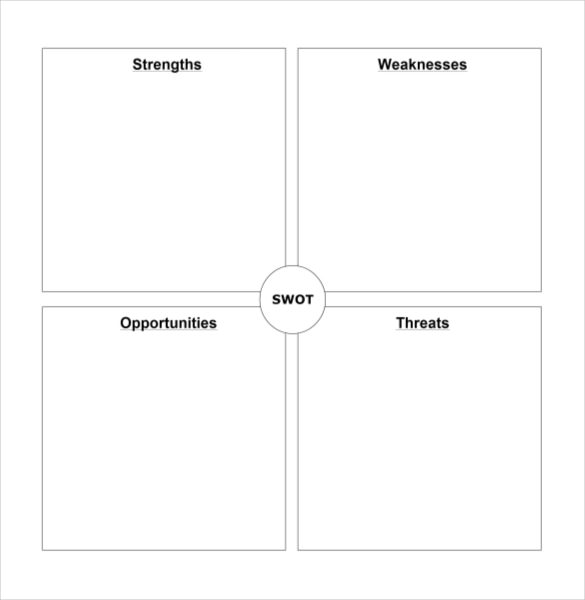 Strengths
Weaknesses
SWOT
Opportunities
Threats